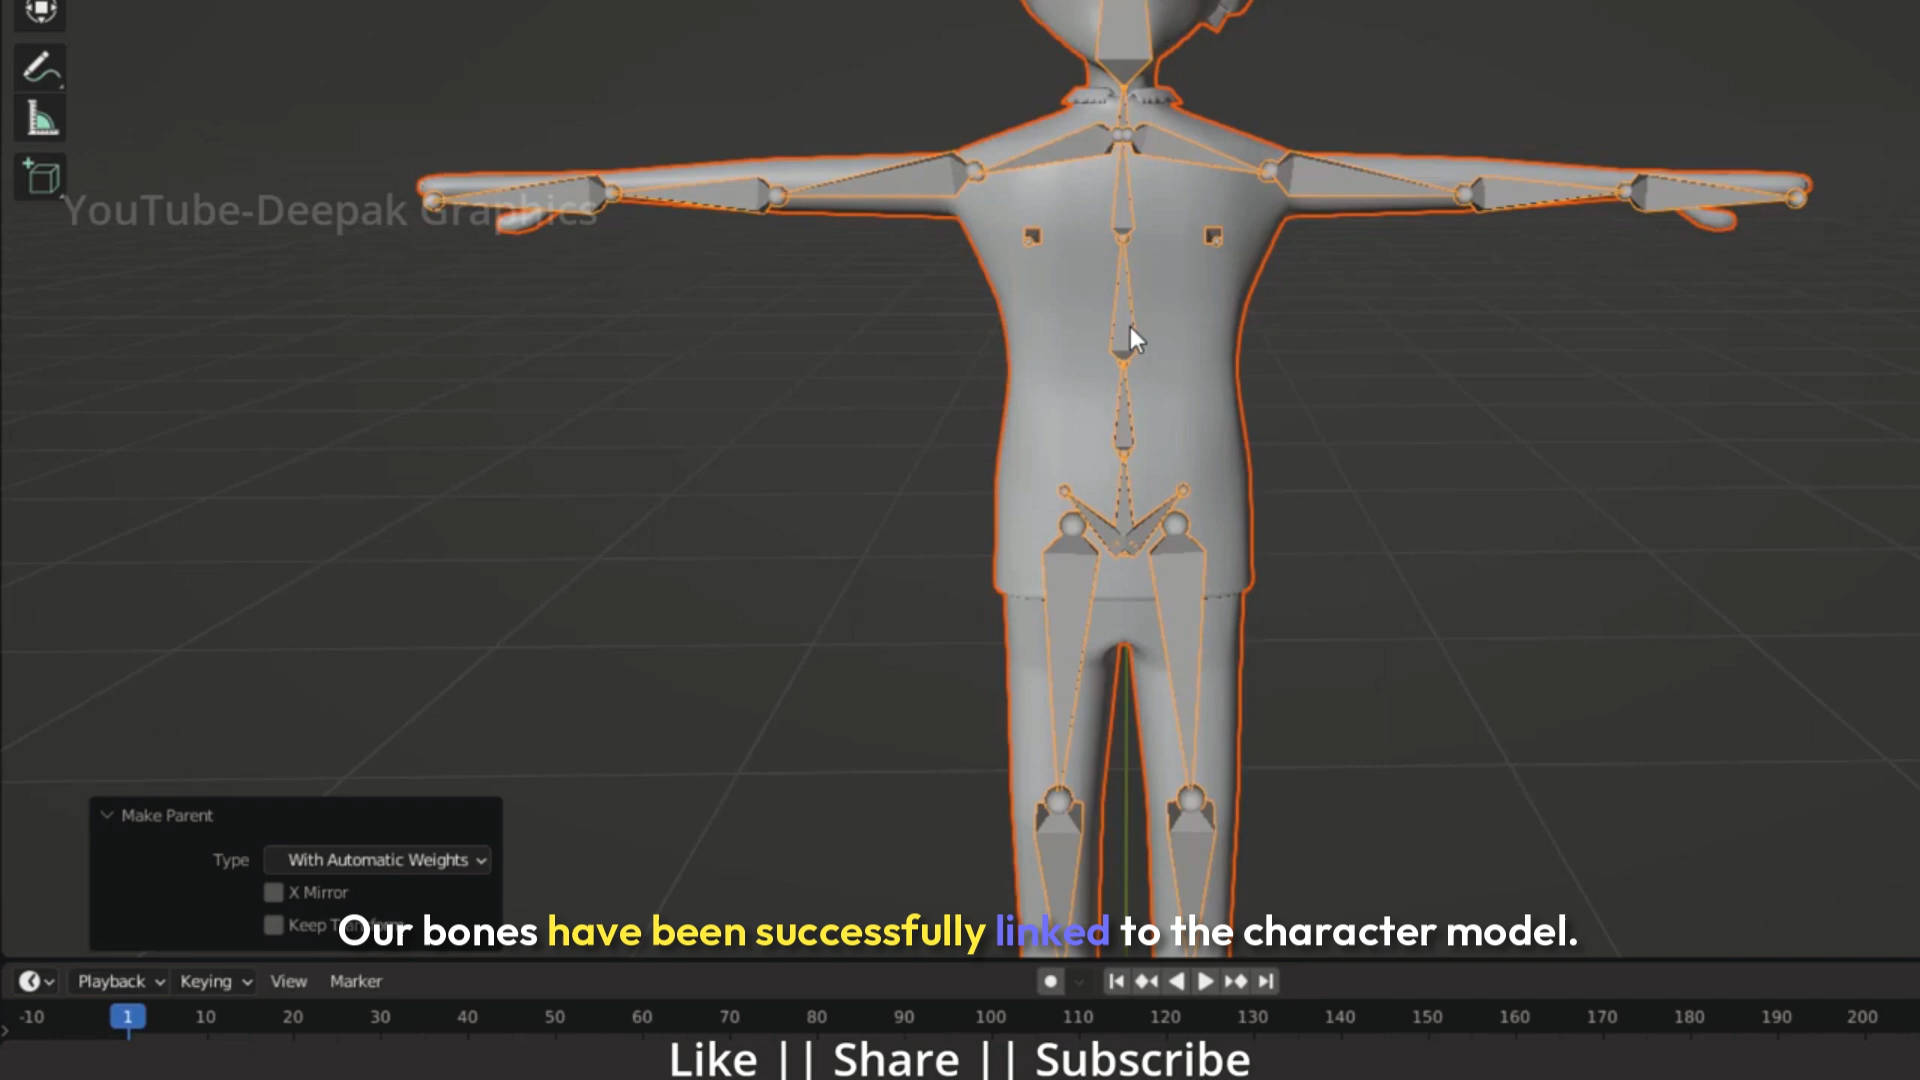 YouTube-Deepak Graphics
Make Parent
Type With Automatic Weights
X Mirror
Keep
Our bones have been successfully linked to the character model.
Playback Keying View Marker
-10 1 10 20 30 40 50 60 70 80 90 100 110 120 130 140 150 160 170 180 190 200
Like || Share || Subscribe